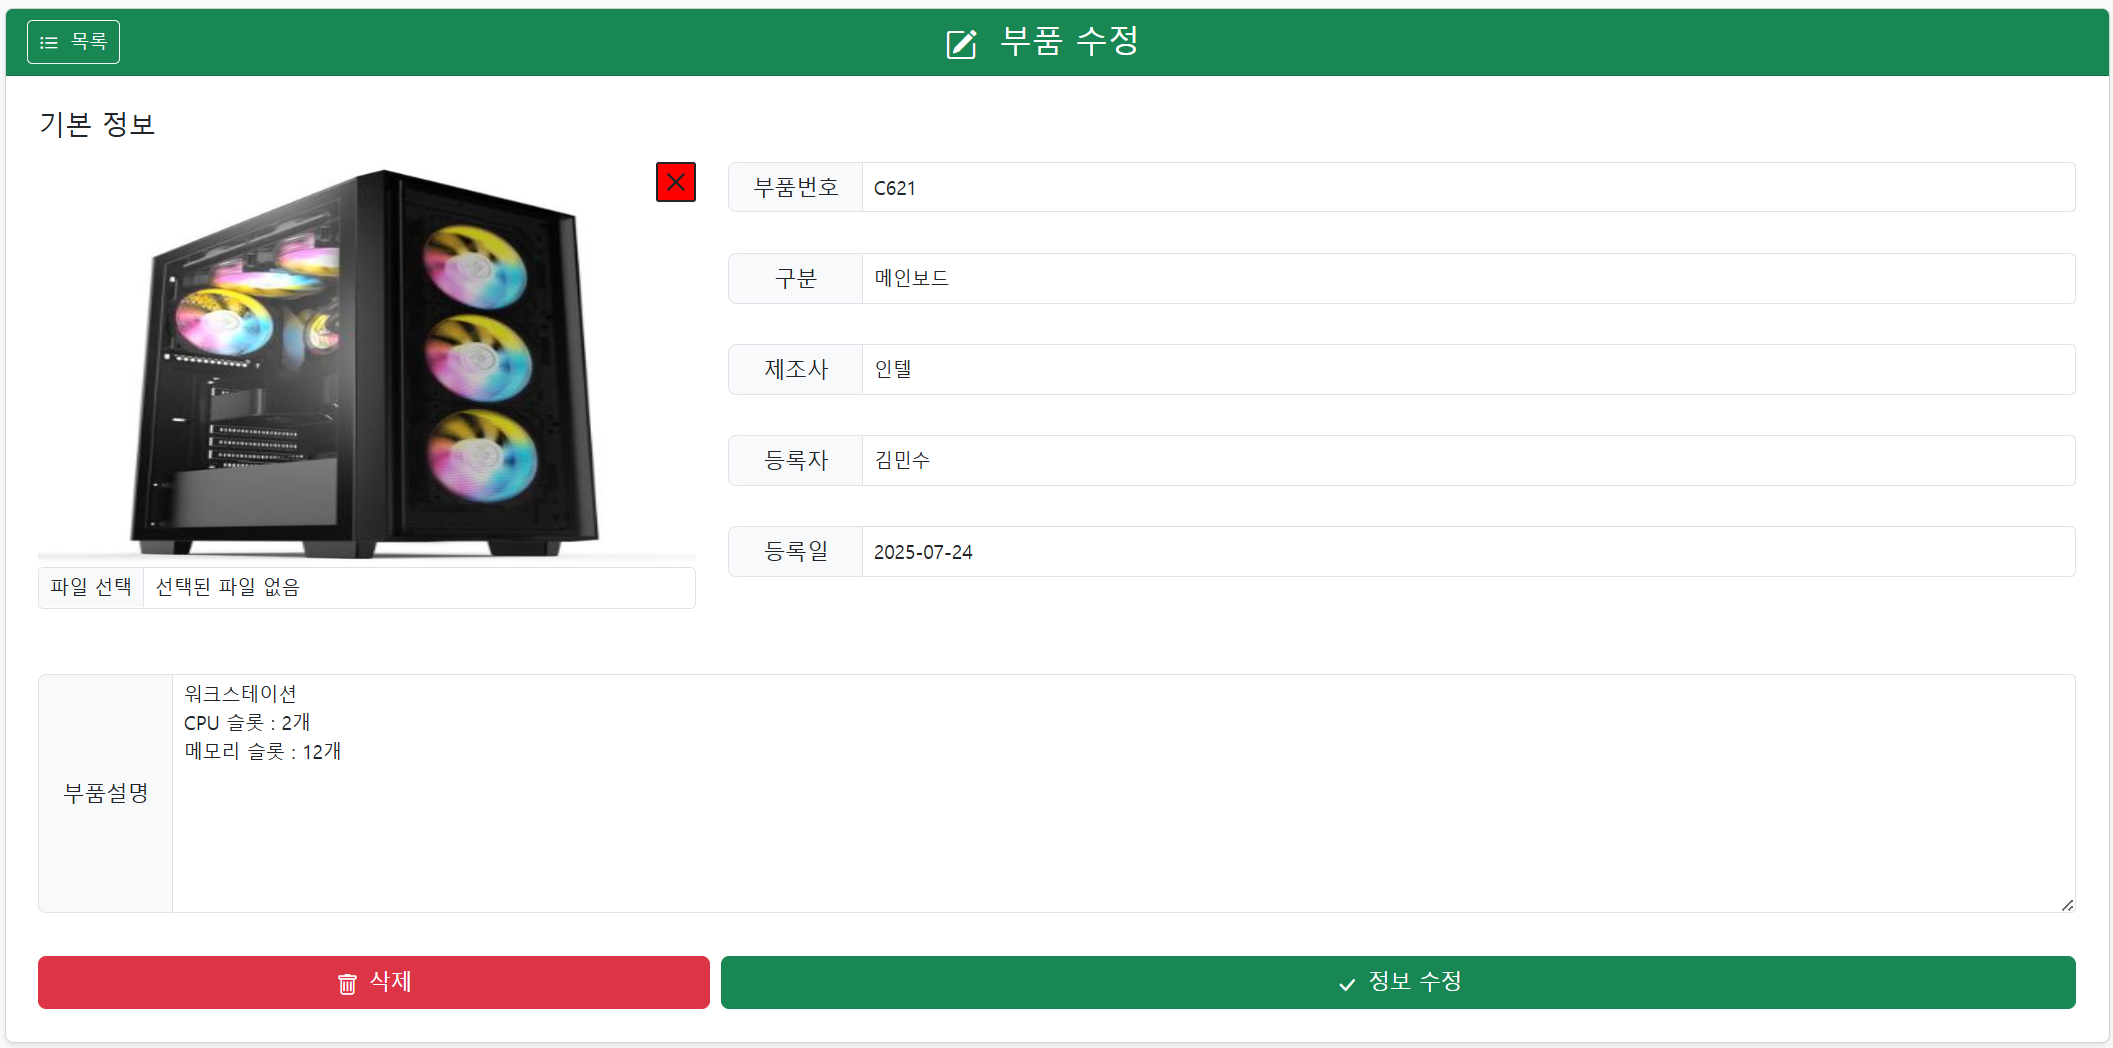 목록
부품 수정
기본 정보
부품번호 C621
구분 메인보드
제조사 인텔
등록자 김민수
등록일 2025-07-24
파일 선택 선택된 파일 없음
부품설명
워크스테이션
CPU 슬롯 : 2개
메모리 슬롯 : 12개
삭제
정보 수정